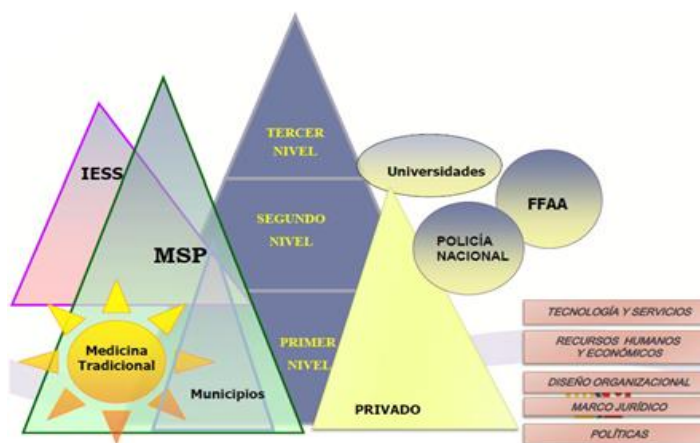 TERCER
NIVEL
IESS
Universidades
FFAA
SEGUNDO
NIVEL
MSP
POLICÍA
NACIONAL
TECNOLOGÍA Y SERVICIOS
RECURSOS HUMANOS
Y ECONÓMICOS
Medicina
Tradicional
PRIMER
NIVEL
DISEÑO ORGANIZACIONAL
Municipios
PRIVADO
MARCO JURÍDICO
POLÍTICAS